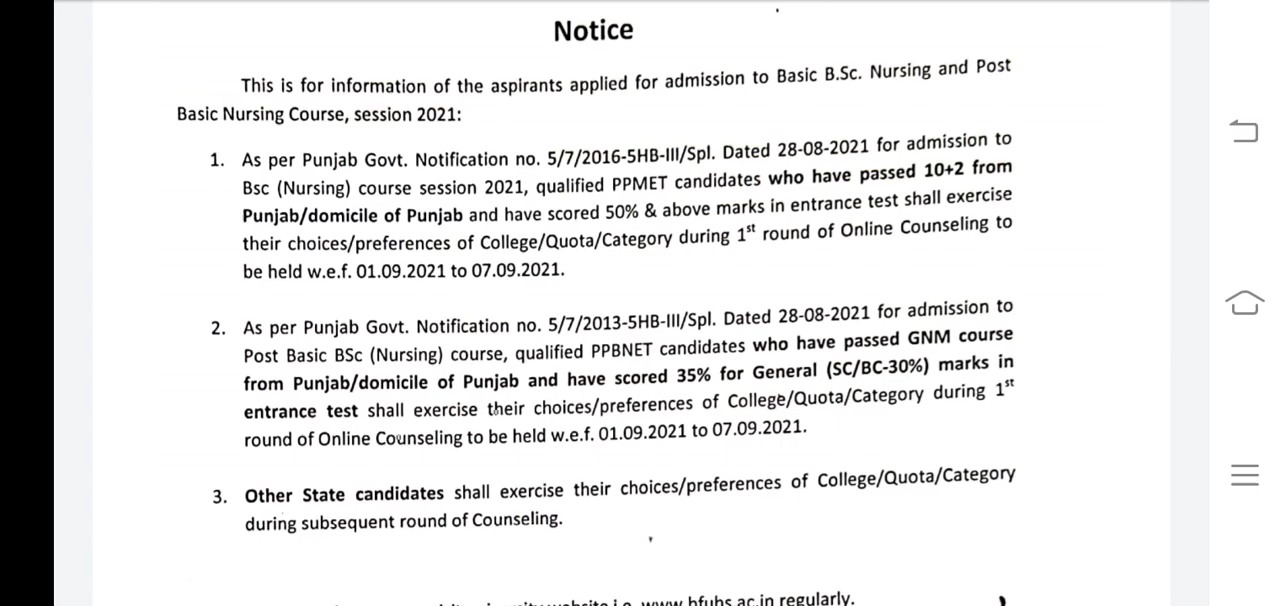 Notice
This is for information of the aspirants applied for admission to Basic B.Sc. Nursing and Post
Basic Nursing Course, session 2021:
1. As per Punjab Govt. Notification no. 5/7/2016-5HB-III/Spl. Dated 28-08-2021 for admission to
Bsc (Nursing) course session 2021, qualified PPMET candidates who have passed 10+2 from
Punjab/domicile of Punjab and have scored 50% & above marks in entrance test shall exercise
their choices/preferences of College/Quota/Category during 1st round of Online Counseling to
be held w.e.f. 01.09.2021 to 07.09.2021.
2. As per Punjab Govt. Notification no. 5/7/2013-5HB-III/Spl. Dated 28-08-2021 for admission to
Post Basic BSc (Nursing) course, qualified PPBNET candidates who have passed GNM course
from Punjab/domicile of Punjab and have scored 35% for General (SC/BC-30%) marks in
entrance test shall exercise their choices/preferences of College/Quota/Category during 1st
round of Online Counseling to be held w.e.f. 01.09.2021 to 07.09.2021.
3. Other State candidates shall exercise their choices/preferences of College/Quota/Category
during subsequent round of Counseling.
website i.e. www.bfuhs.ac.in regularly.